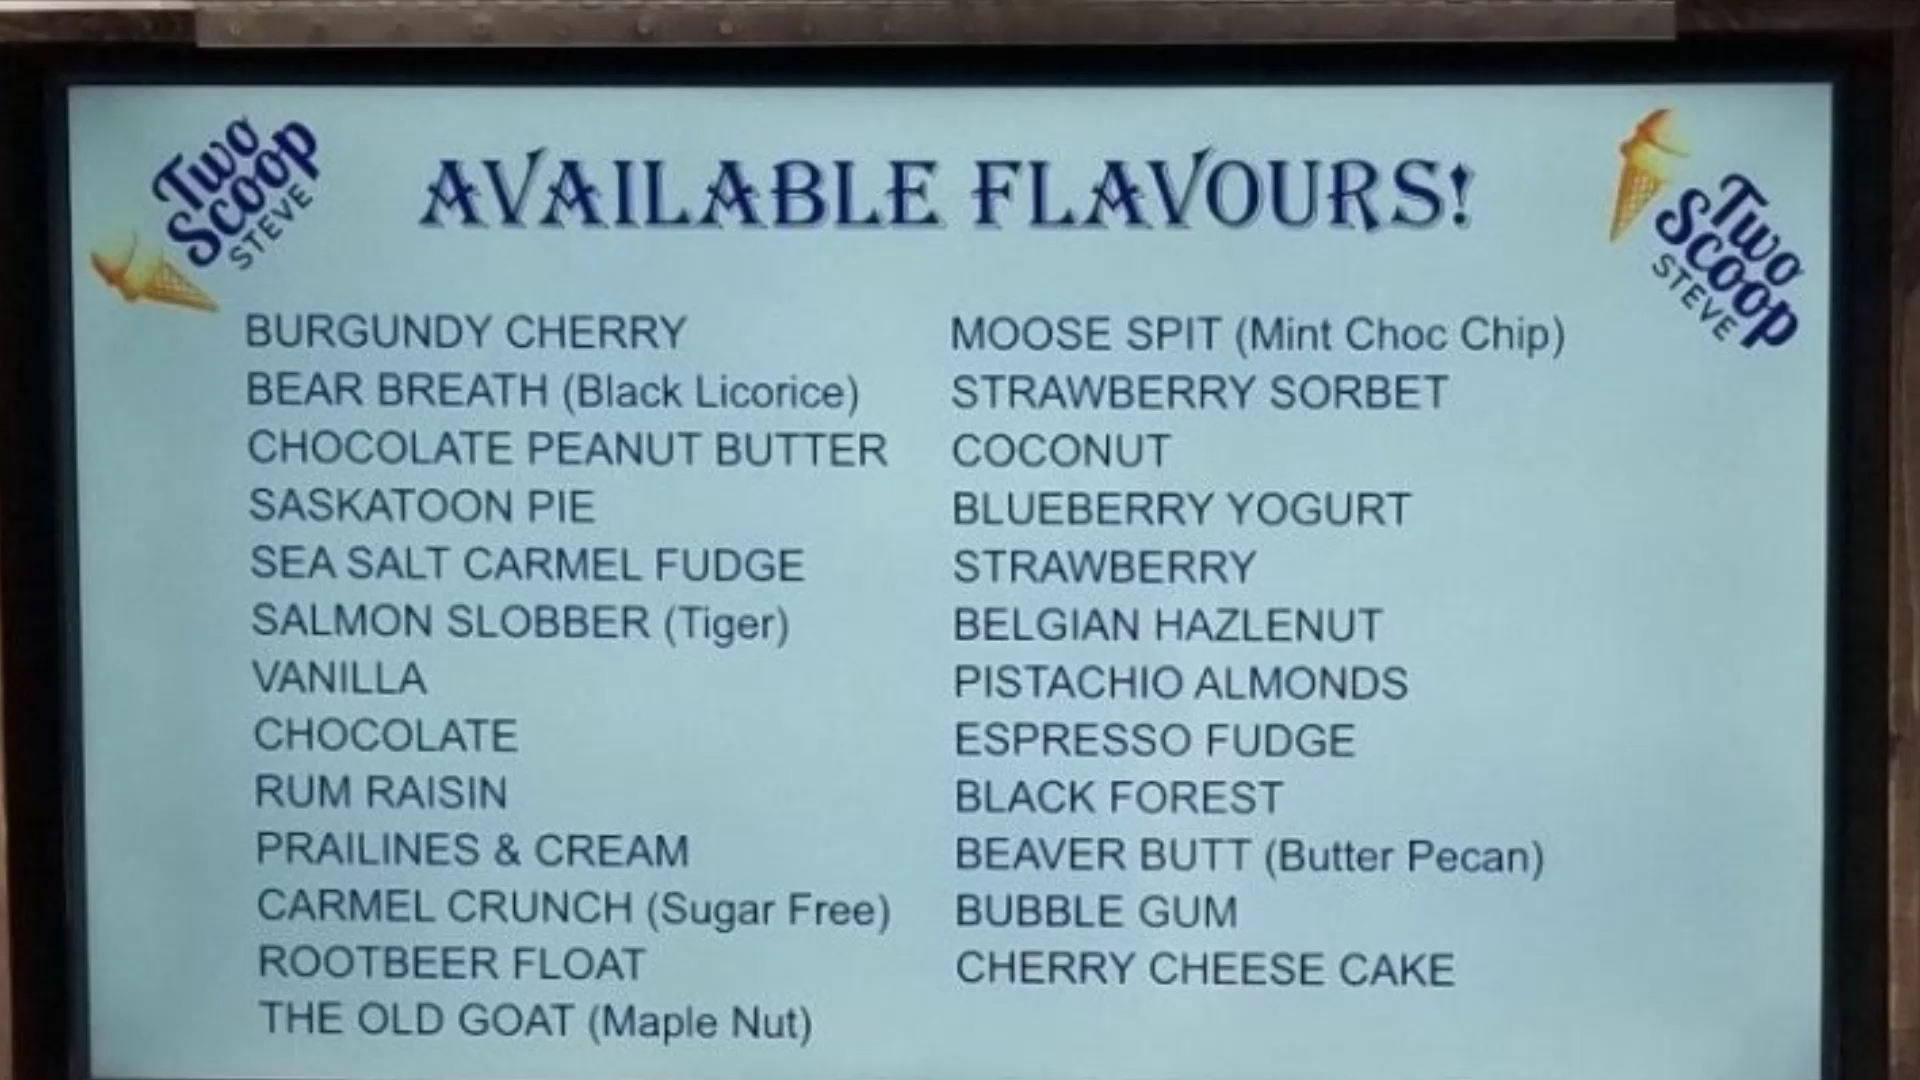 Two
Scoop
STEVE
AVAILABLE FLAVOURS!
Two
Scoop
STEVE
BURGUNDY CHERRY
BEAR BREATH (Black Licorice)
CHOCOLATE PEANUT BUTTER
SASKATOON PIE
SEA SALT CARMEL FUDGE
SALMON SLOBBER (Tiger)
VANILLA
CHOCOLATE
RUM RAISIN
PRAILINES & CREAM
CARMEL CRUNCH (Sugar Free)
ROOTBEER FLOAT
THE OLD GOAT (Maple Nut)
MOOSE SPIT (Mint Choc Chip)
STRAWBERRY SORBET
COCONUT
BLUEBERRY YOGURT
STRAWBERRY
BELGIAN HAZLENUT
PISTACHIO ALMONDS
ESPRESSO FUDGE
BLACK FOREST
BEAVER BUTT (Butter Pecan)
BUBBLE GUM
CHERRY CHEESE CAKE